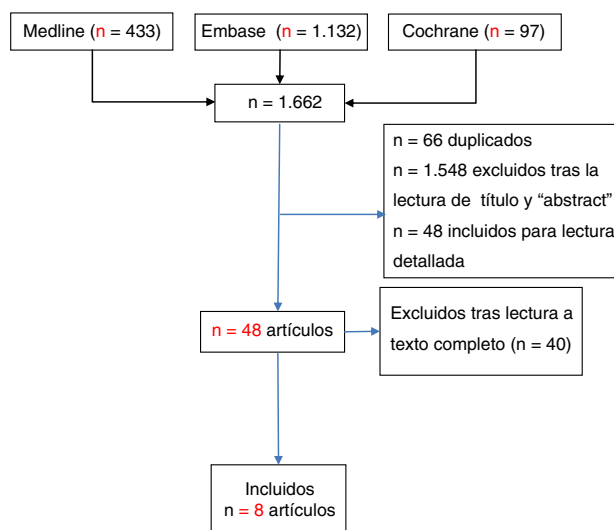 Medline (n = 433)
Embase (n = 1.132)
Cochrane (n = 97)
n = 1.662
n = 66 duplicados
n = 1.548 excluidos tras la
lectura de título y “abstract”
n = 48 incluidos para lectura
detallada
n = 48 artículos
Excluidos tras lectura a
texto completo (n = 40)
Incluidos
n = 8 artículos